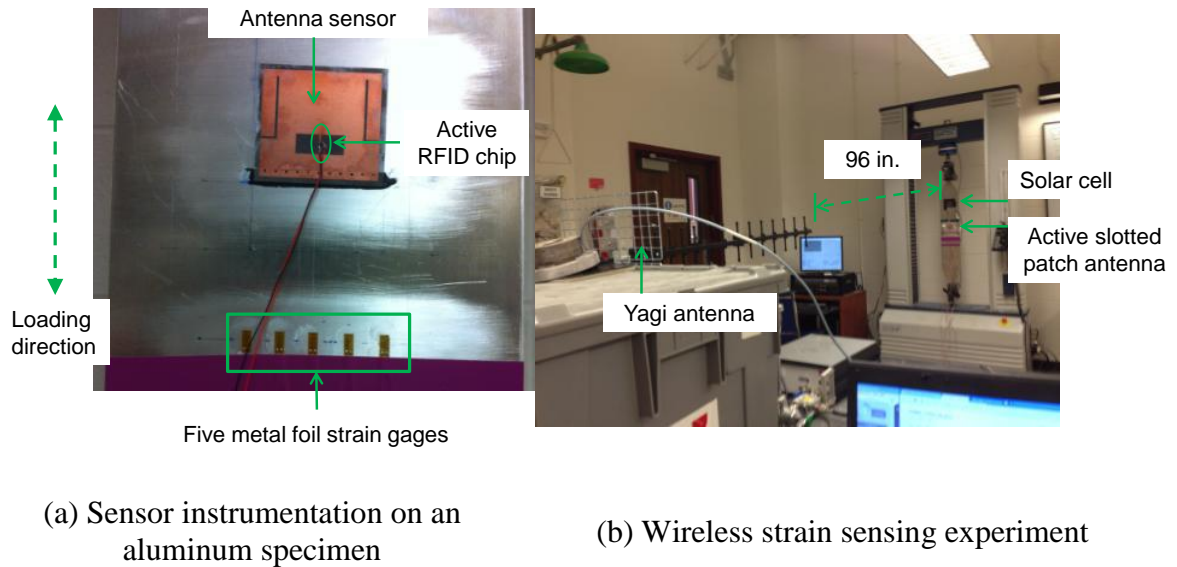 Antenna sensor
Active
RFID chip
Loading
direction
Five metal foil strain gages
(a) Sensor instrumentation on an
aluminum specimen
96 in.
Solar cell
Active slotted
patch antenna
Yagi antenna
(b) Wireless strain sensing experiment